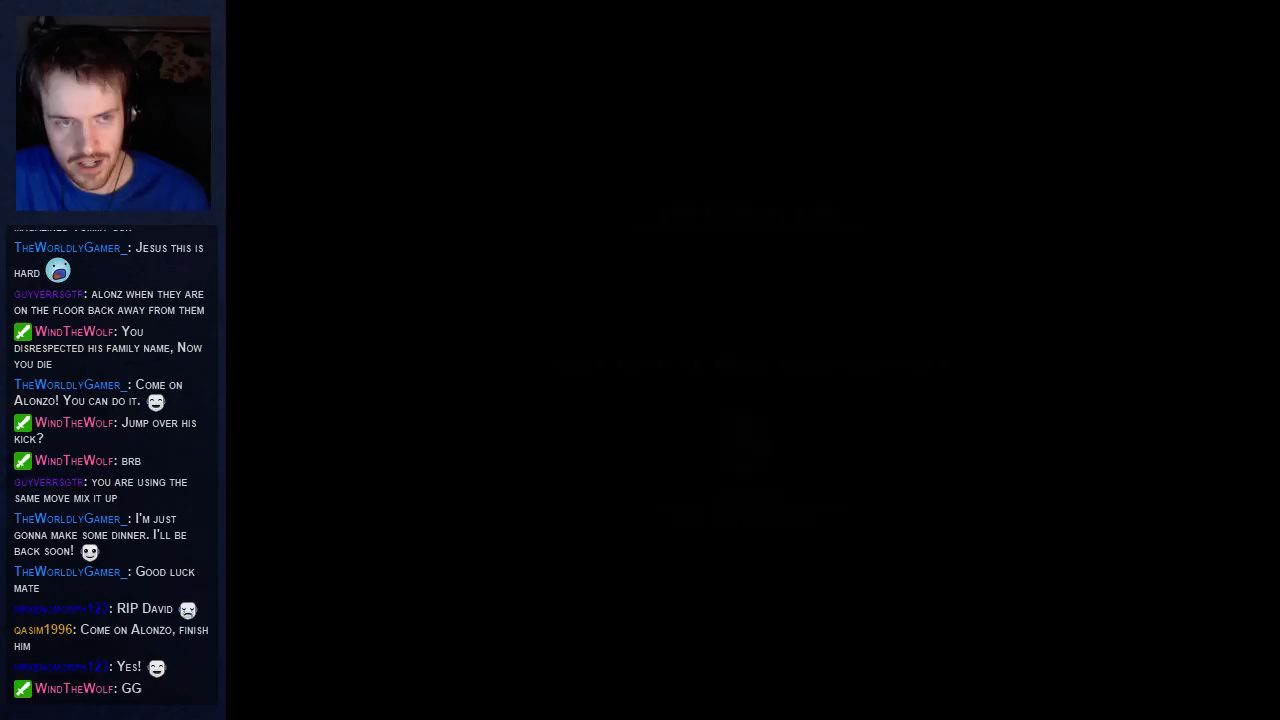 TheWorldlyGamer_: Jesus this is
hard
guyverrsgtr: alonz when they are
on the floor back away from them
WindTheWolf: You
disrespected his family name, Now
you die
TheWorldlyGamer_: Come on
Alonzo! You can do it.
WindTheWolf: Jump over his
kick?
WindTheWolf: brb
guyverrsgtr: you are using the
same move mix it up
TheWorldlyGamer_: I'm just
gonna make some dinner. I'll be
back soon!
TheWorldlyGamer_: Good luck
mate
: RIP David
qasim1996: Come on Alonzo, finish
him
: Yes!
WindTheWolf: GG